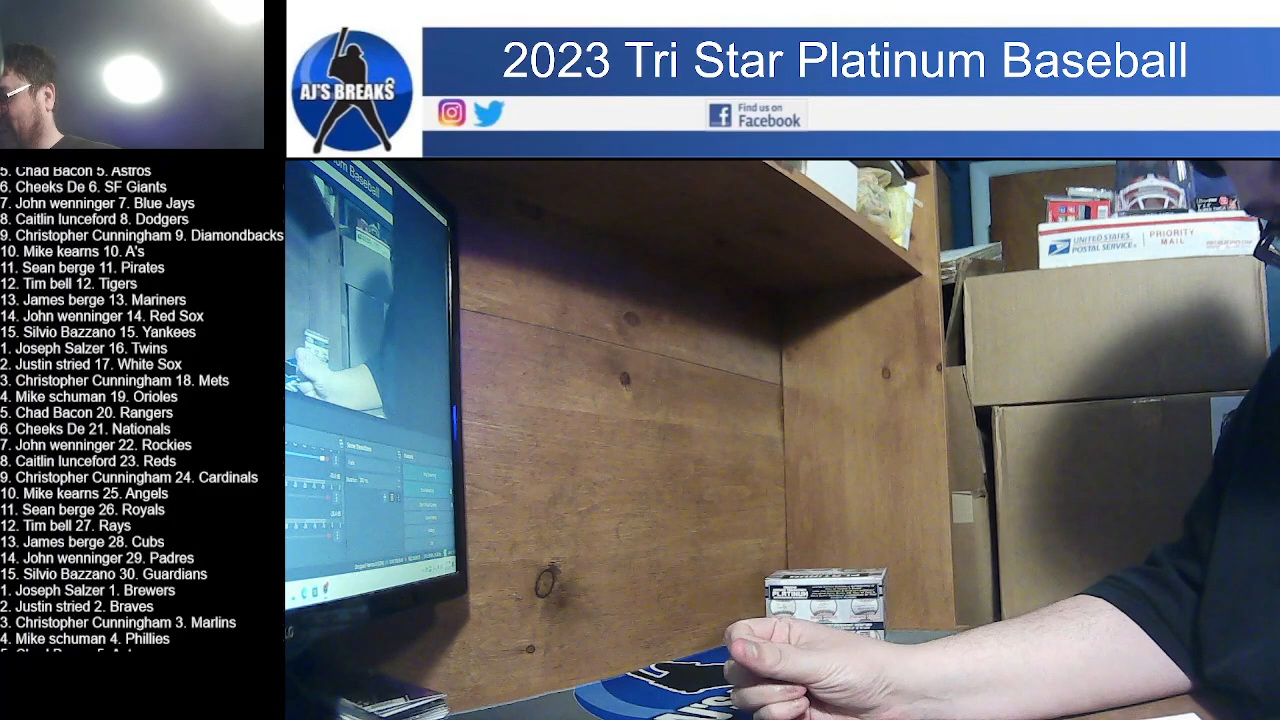 2023 Tri Star Platinum Baseball
AJ'S BREAKS
Find us on
Facebook
5. Chad Bacon 5. Astros
6. Cheeks De 6. SF Giants
7. John wenninger 7. Blue Jays
8. Caitlin lunceford 8. Dodgers
9. Christopher Cunningham 9. Diamondbacks
10. Mike kearns 10. A's
11. Sean berge 11. Pirates
12. Tim bell 12. Tigers
13. James berge 13. Mariners
14. John wenninger 14. Red Sox
15. Silvio Bazzano 15. Yankees
1. Joseph Salzer 16. Twins
2. Justin stried 17. White Sox
3. Christopher Cunningham 18. Mets
4. Mike schuman 19. Orioles
5. Chad Bacon 20. Rangers
6. Cheeks De 21. Nationals
7. John wenninger 22. Rockies
8. Caitlin lunceford 23. Reds
9. Christopher Cunningham 24. Cardinals
10. Mike kearns 25. Angels
11. Sean berge 26. Royals
12. Tim bell 27. Rays
13. James berge 28. Cubs
14. John wenninger 29. Padres
15. Silvio Bazzano 30. Guardians
1. Joseph Salzer 1. Brewers
2. Justin stried 2. Braves
3. Christopher Cunningham 3. Marlins
4. Mike schuman 4. Phillies
UNITED STATES
POSTAL SERVICE
PRIORITY
MAIL
Baseball
PLATINUM